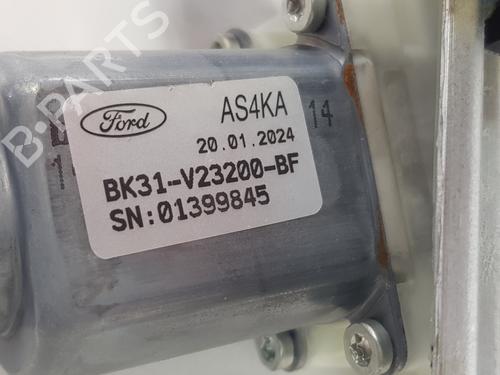 B-PARTS
Ford
AS4KA
14
20.01.2024
BK31-V23200-BF
SN:01399845